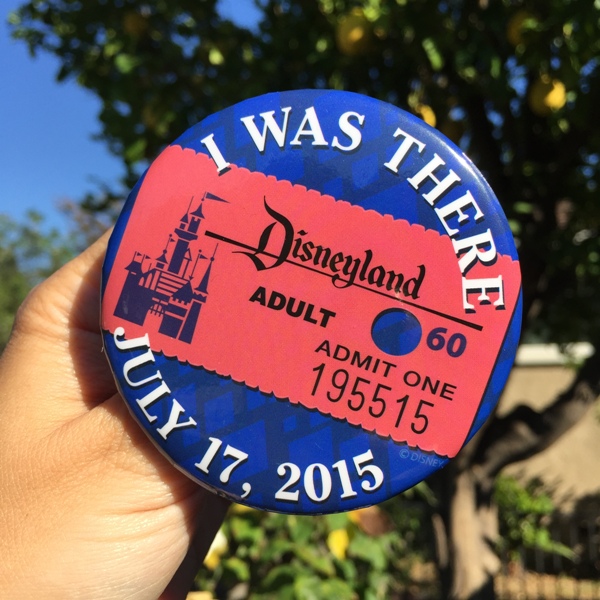 I WAS THERE
Disneyland
ADULT
60
ADMIT ONE
195515
JULY 17, 2015
© DISNEY